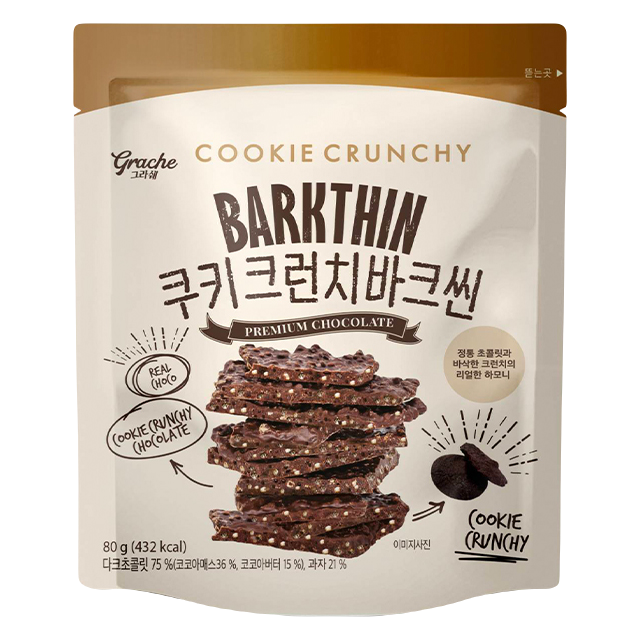 뜯는곳 ▶
Grache
그라쉐
COOKIE CRUNCHY
BARKTHIN
쿠키크런치바크씬
PREMIUM CHOCOLATE
정통 초콜릿과
바삭한 크런치의
리얼한 하모니
REAL
CHOCO
COOKIE CRUNCHY
CHOCOLATE
COOKIE
CRUNCHY
이미지사진
80 g (432 kcal)
다크초콜릿 75 %(코코아매스36 %, 코코아버터 15 %), 과자 21 %